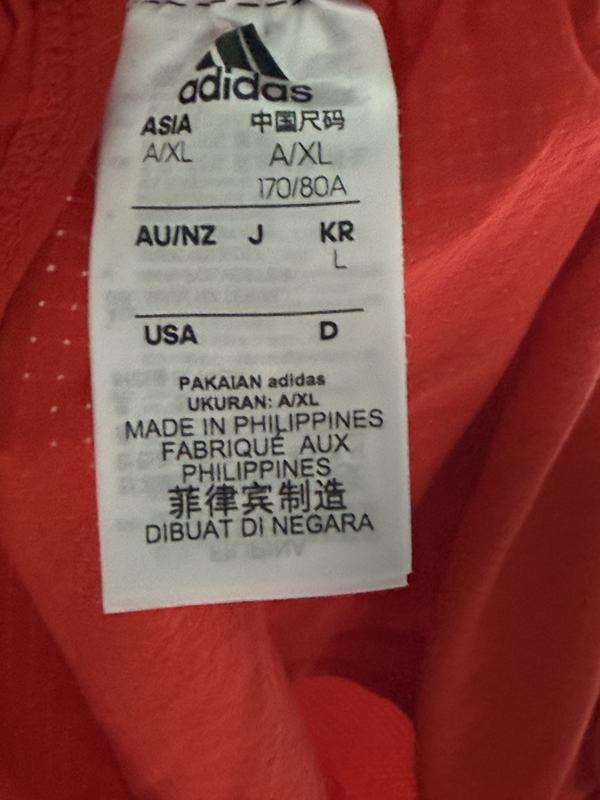 adidas
ASIA 中国尺码
A/XL A/XL
170/80A
AU/NZ J KR
L
USA D
PAKAIAN adidas
UKURAN: A/XL
MADE IN PHILIPPINES
FABRIQUÉ AUX
PHILIPPINES
菲律宾制造
DIBUAT DI NEGARA